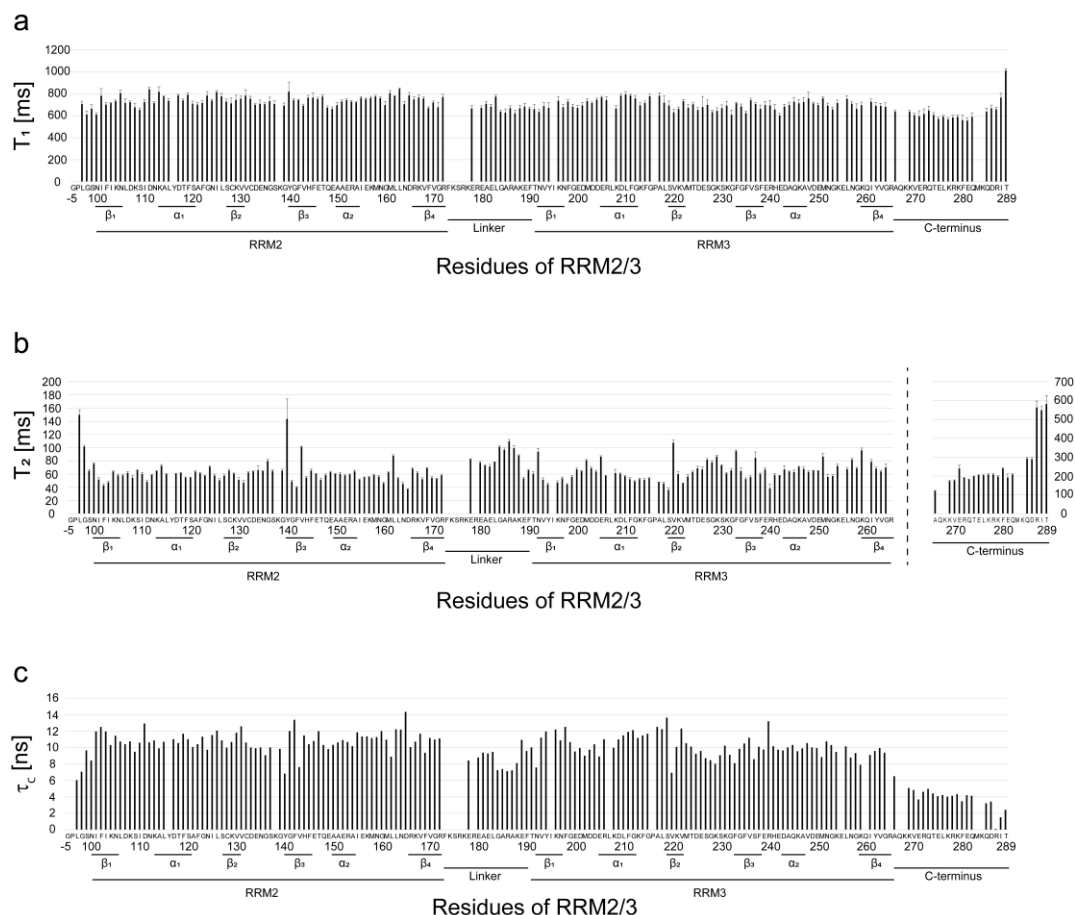 a
T₁ [ms]
1200
1000
800
600
400
200
0
GPLGSNIFIKNLDKSIDNKALYDTFSAFGNILSCKVVCDENGSKGYGFVHFETQEAAERAIEKMNGMLLNDRKVFVGRFKSRKEREAELGARAKEFTNVYIKNFGEDMDDERLKDLFGKFGPALSVKVMTDESGKSKGFGFVSFERHEDAQKAVDEMNGKELNGKQIYVGRAQKKVERQTELKRKFEQMKQDRIT
-5 100 110 120 130 140 150 160 170 180 190 200 210 220 230 240 250 260 270 280 289
β₁ α₁ β₂ β₃ α₂ β₄ β₁ α₁ β₂ β₃ α₂ β₄
RRM2 Linker RRM3 C-terminus
Residues of RRM2/3
b
T₂ [ms]
200
180
160
140
120
100
80
60
40
20
0
700
600
500
400
300
200
100
0
GPLGSNIFIKNLDKSIDNKALYDTFSAFGNILSCKVVCDENGSKGYGFVHFETQEAAERAIEKMNGMLLNDRKVFVGRFKSRKEREAELGARAKEFTNVYIKNFGEDMDDERLKDLFGKFGPALSVKVMTDESGKSKGFGFVSFERHEDAQKAVDEMNGKELNGKQIYVGR AQKKVERQTELKRKFEQMKQDRIT
-5 100 110 120 130 140 150 160 170 180 190 200 210 220 230 240 250 260 270 280 289
β₁ α₁ β₂ β₃ α₂ β₄ β₁ α₁ β₂ β₃ α₂ β₄
RRM2 Linker RRM3 C-terminus
Residues of RRM2/3
c
τc [ns]
16
14
12
10
8
6
4
2
0
GPLGSNIFIKNLDKSIDNKALYDTFSAFGNILSCKVVCDENGSKGYGFVHFETQEAAERAIEKMNGMLLNDRKVFVGRFKSRKEREAELGARAKEFTNVYIKNFGEDMDDERLKDLFGKFGPALSVKVMTDESGKSKGFGFVSFERHEDAQKAVDEMNGKELNGKQIYVGRAQKKVERQTELKRKFEQMKQDRIT
-5 100 110 120 130 140 150 160 170 180 190 200 210 220 230 240 250 260 270 280 289
β₁ α₁ β₂ β₃ α₂ β₄ β₁ α₁ β₂ β₃ α₂ β₄
RRM2 Linker RRM3 C-terminus
Residues of RRM2/3